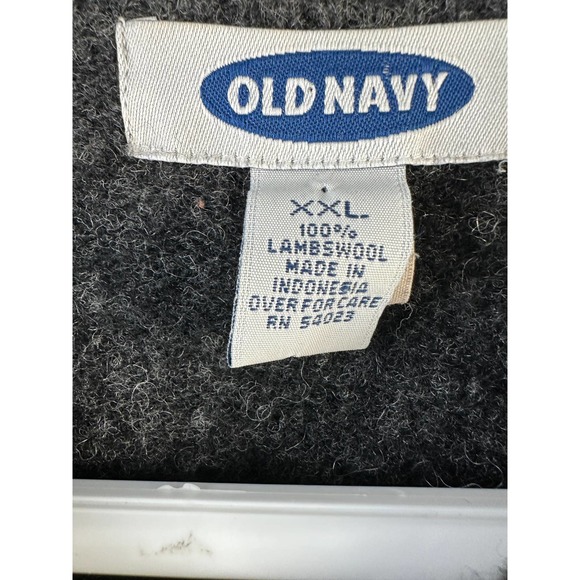 OLD NAVY
XXL
100%
LAMBSWOOL
MADE IN
INDONESIA
OVER FOR CARE
RN 54023